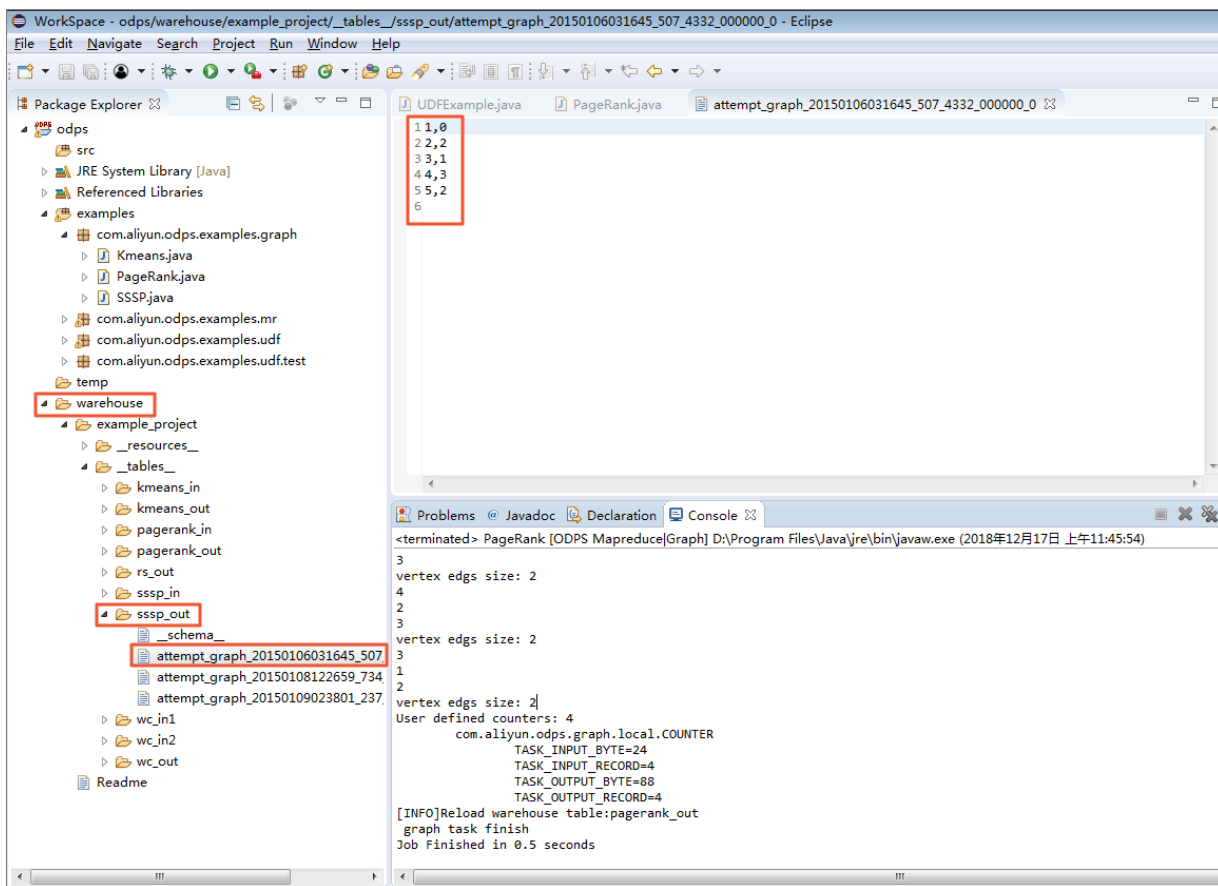 WorkSpace - odps/warehouse/example_project/__tables__/sssp_out/attempt_graph_20150106031645_507_4332_000000_0 - Eclipse
File Edit Navigate Search Project Run Window Help
Package Explorer
odps
src
JRE System Library [Java]
Referenced Libraries
examples
com.aliyun.odps.examples.graph
Kmeans.java
PageRank.java
SSSP.java
com.aliyun.odps.examples.mr
com.aliyun.odps.examples.udf
com.aliyun.odps.examples.udf.test
temp
warehouse
example_project
__resources__
__tables__
kmeans_in
kmeans_out
pagerank_in
pagerank_out
rs_out
sssp_in
sssp_out
__schema__
attempt_graph_20150106031645_507_
attempt_graph_20150108122659_734_
attempt_graph_20150109023801_237_
wc_in1
wc_in2
wc_out
Readme
UDFExample.java PageRank.java attempt_graph_20150106031645_507_4332_000000_0
1 1,0
2 2,2
3 3,1
4 4,3
5 5,2
6
Problems @ Javadoc Declaration Console
<terminated> PageRank [ODPS Mapreduce|Graph] D:\Program Files\Java\jre\bin\javaw.exe (2018年12月17日 上午11:45:54)
3
vertex edgs size: 2
4
2
3
vertex edgs size: 2
3
1
2
vertex edgs size: 2
User defined counters: 4
com.aliyun.odps.graph.local.COUNTER
TASK_INPUT_BYTE=24
TASK_INPUT_RECORD=4
TASK_OUTPUT_BYTE=88
TASK_OUTPUT_RECORD=4
[INFO]Reload warehouse table:pagerank_out
graph task finish
Job Finished in 0.5 seconds